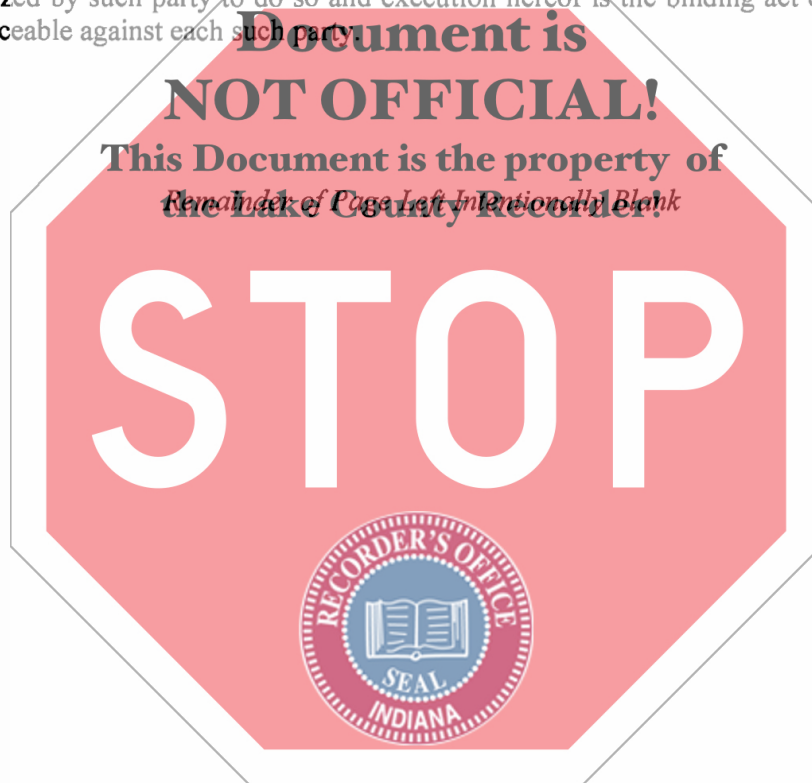 zed by such party to do so and execution hereof is the binding act
ceable against each such party.
Document is
NOT OFFICIAL!
This Document is the property of
the Lake County Recorder!
Remainder of Page Left Intentionally Blank
STOP
RECORDER'S OFFICE
SEAL
INDIANA